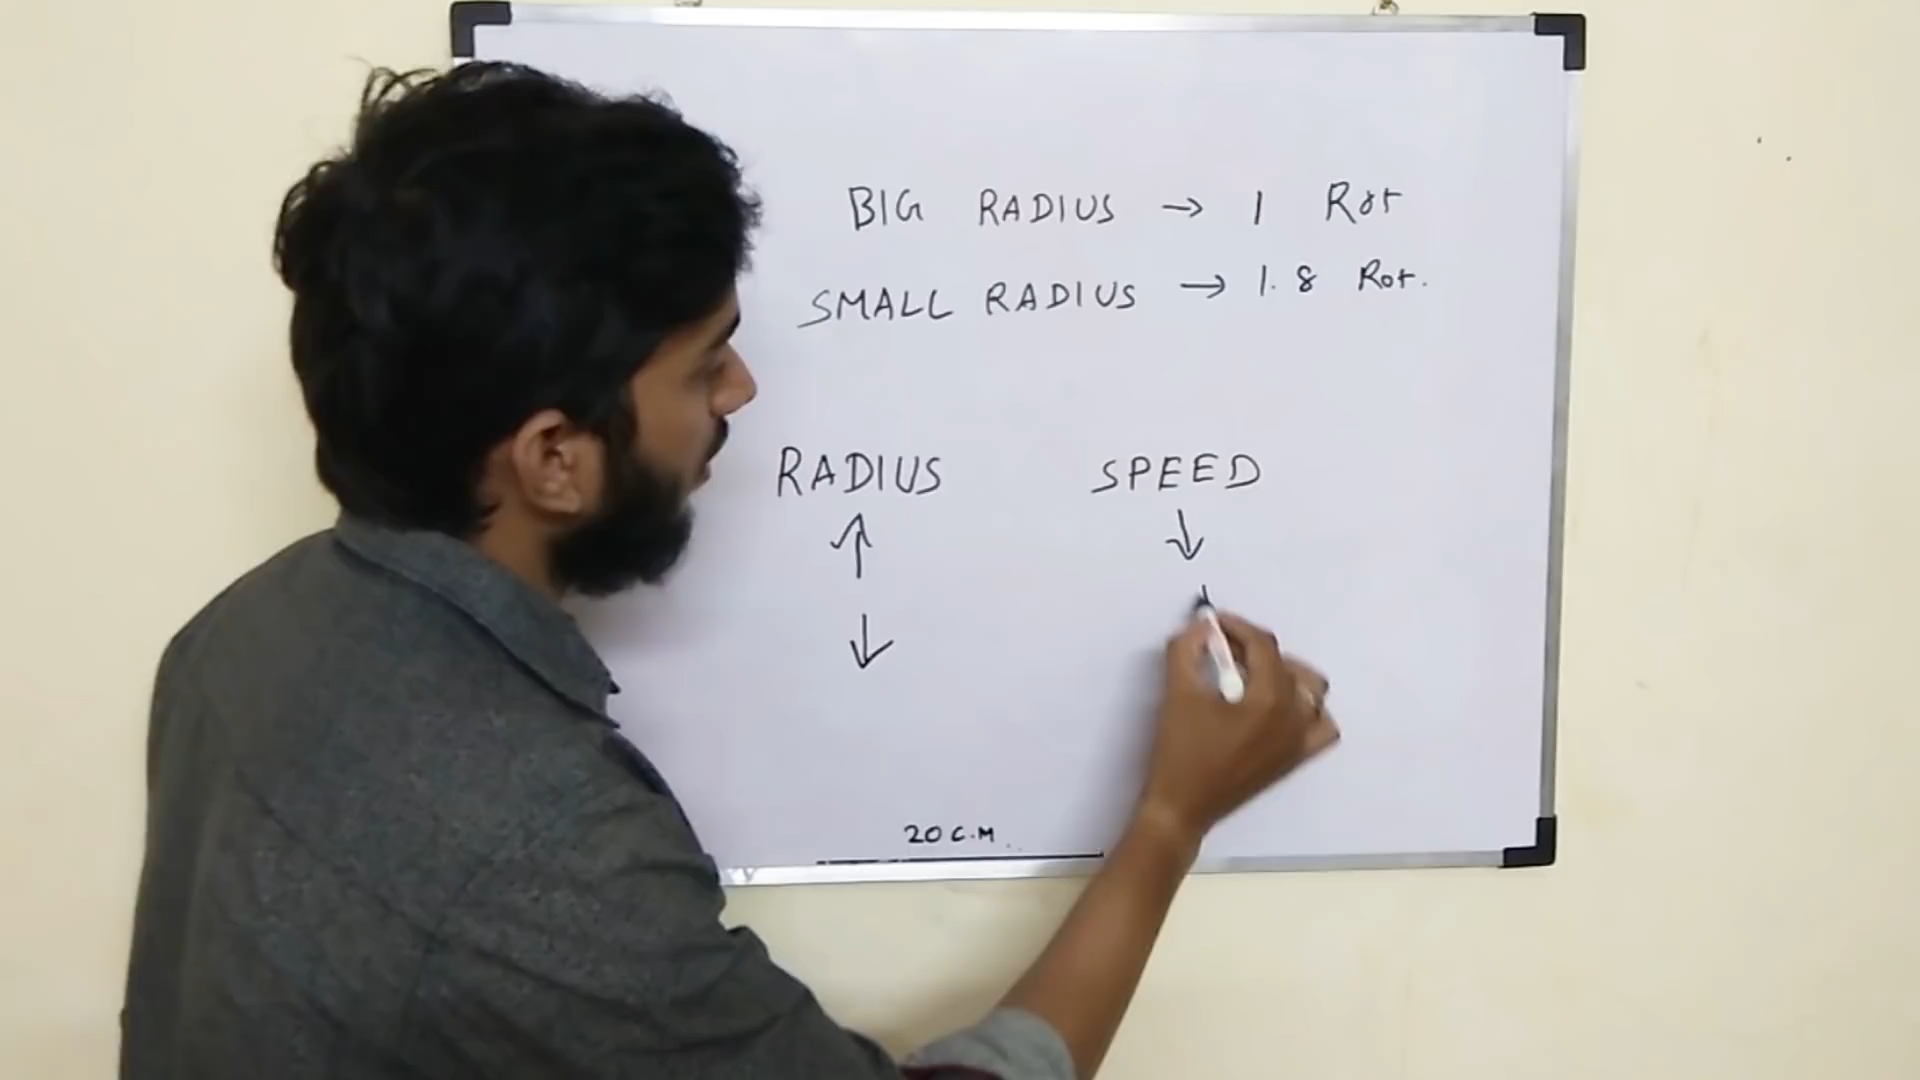 BIG RADIUS → 1 Rot
SMALL RADIUS → 1.8 Rot.
RADIUS SPEED
↑ ↓
↓
20 C.M